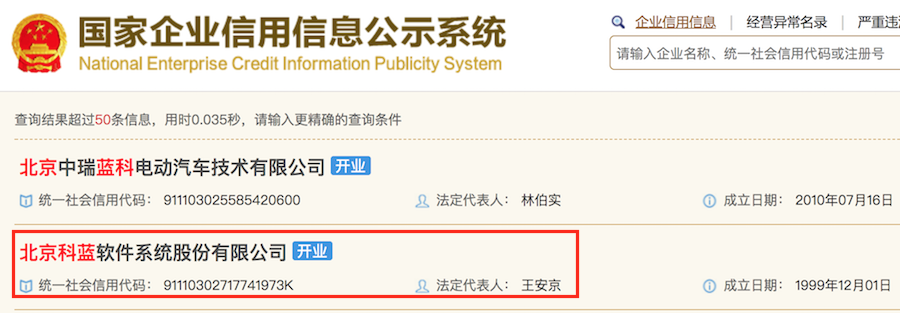 国家企业信用信息公示系统
National Enterprise Credit Information Publicity System
企业信用信息 | 经营异常名录 | 严重违
请输入企业名称、统一社会信用代码或注册号
查询结果超过50条信息，用时0.035秒，请输入更精确的查询条件
北京中瑞蓝科电动汽车技术有限公司 开业
统一社会信用代码： 911103025585420600 法定代表人： 林伯实 成立日期： 2010年07月16日
北京科蓝软件系统股份有限公司 开业
统一社会信用代码： 91110302717741973K 法定代表人： 王安京 成立日期： 1999年12月01日